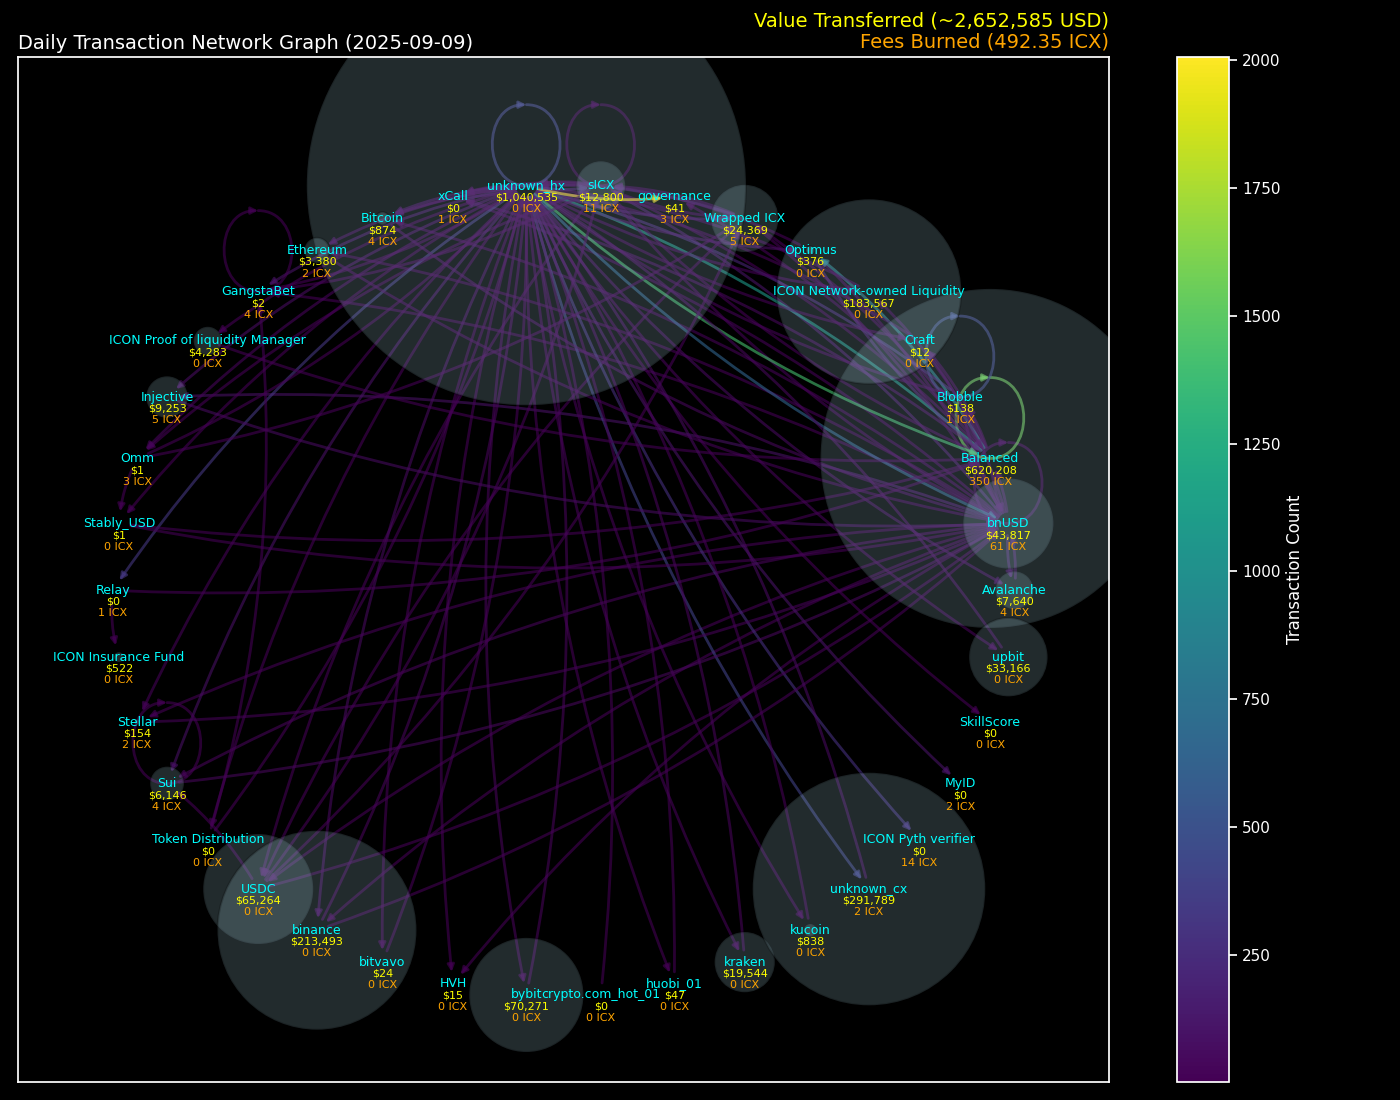 Value Transferred (~2,652,585 USD)
Daily Transaction Network Graph (2025-09-09)
Fees Burned (492.35 ICX)
unknown_hx
$1,040,535
0 ICX
sICX
$12,800
11 ICX
governance
$41
3 ICX
xCall
$0
1 ICX
Wrapped ICX
$24,369
5 ICX
Bitcoin
$874
4 ICX
Optimus
$376
0 ICX
Ethereum
$3,380
2 ICX
ICON Network-owned Liquidity
$183,567
0 ICX
GangstaBet
$2
4 ICX
Craft
$12
0 ICX
ICON Proof of liquidity Manager
$4,283
0 ICX
Blobble
$138
1 ICX
Injective
$9,253
5 ICX
Balanced
$620,208
350 ICX
Omm
$1
3 ICX
bnUSD
$43,817
61 ICX
Stably_USD
$1
0 ICX
Avalanche
$7,640
4 ICX
Relay
$0
1 ICX
upbit
$33,166
0 ICX
ICON Insurance Fund
$522
0 ICX
SkillScore
$0
0 ICX
Stellar
$154
2 ICX
MyID
$0
2 ICX
Sui
$6,146
4 ICX
ICON Pyth verifier
$0
14 ICX
Token Distribution
$0
0 ICX
unknown_cx
$291,789
2 ICX
USDC
$65,264
0 ICX
kucoin
$838
0 ICX
binance
$213,493
0 ICX
kraken
$19,544
0 ICX
bitvavo
$24
0 ICX
huobi_01
$47
0 ICX
HVH
$15
0 ICX
bybit
$70,271
0 ICX
crypto.com_hot_01
$0
0 ICX
2000
1750
1500
1250
1000
750
500
250
Transaction Count